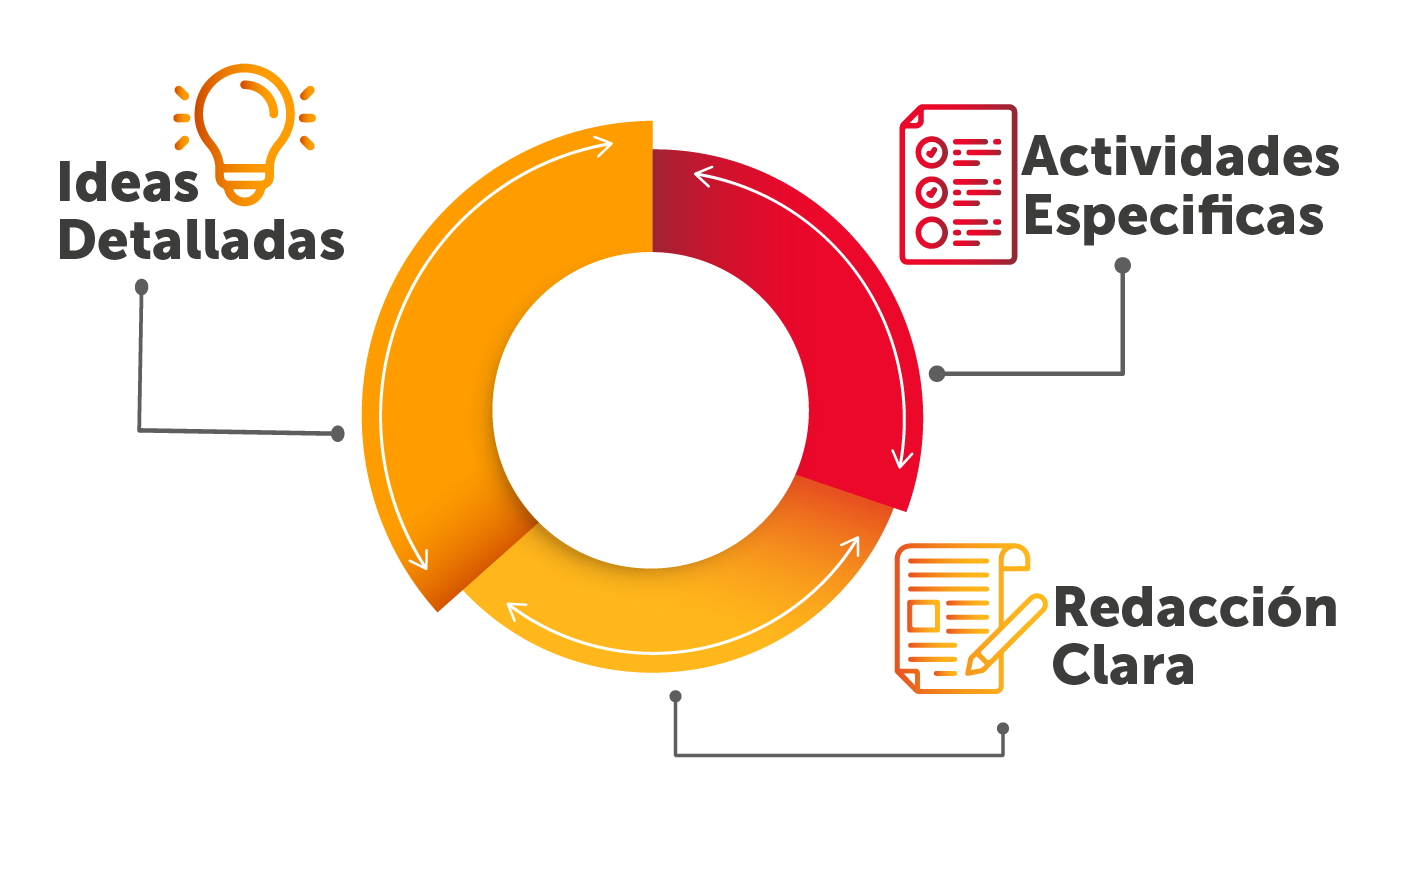 Ideas
Detalladas
Actividades
Especificas
Redacción
Clara